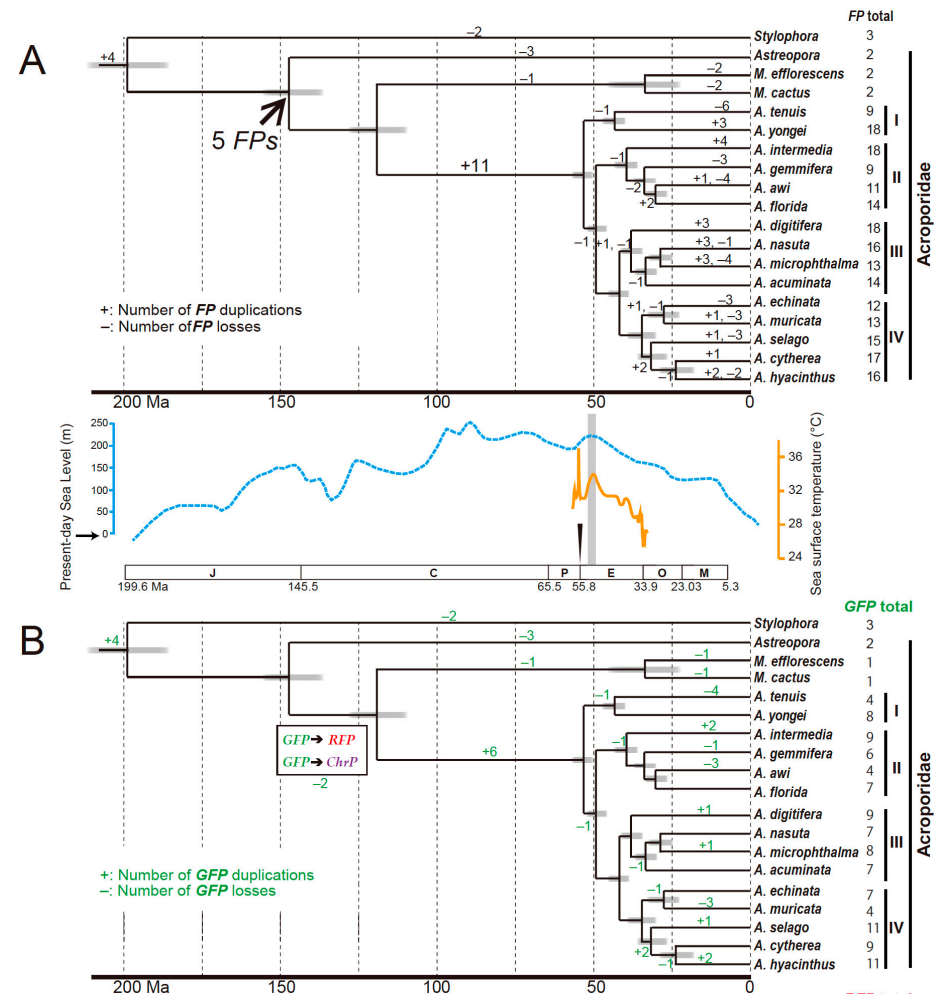 FP total
A
–2
Stylophora 3
+4
–3
Astreopora 2
–2
M. efflorescens 2
–1
–2
M. cactus 2
5 FPs
–1
–6
A. tenuis 9
I
+3
A. yongei 18
+4
A. intermedia 18
–1
–3
A. gemmifera 9
II
+11
+1, –4
A. awi 11
–2
+2
A. florida 14
+3
A. digitifera 18
–1
+1, –1
+3, –1
A. nasuta 16
III
+3, –4
A. microphthalma 13
–1
A. acuminata 14
Acroporidae
–3
A. echinata 12
+1, –1
+1, –3
A. muricata 13
IV
+1, –3
A. selago 15
+2
+1
A. cytherea 17
–1
+2, –2
A. hyacinthus 16
+: Number of FP duplications
–: Number of FP losses
200 Ma 150 100 50 0
Present-day Sea Level (m)
250
200
150
100
50
0
Sea surface temperature (°C)
36
32
28
24
J C P E O M
199.6 Ma 145.5 65.5 55.8 33.9 23.03 5.3
GFP total
B
–2
Stylophora 3
+4
–3
Astreopora 2
–1
M. efflorescens 1
–1
–1
M. cactus 1
–1
–4
A. tenuis 4
I
A. yongei 8
GFP➔ RFP
GFP➔ ChrP
–2
+2
A. intermedia 9
–1
–1
A. gemmifera 6
II
+6
–3
A. awi 4
A. florida 7
+1
A. digitifera 9
–1
A. nasuta 7
III
+1
A. microphthalma 8
–1
A. acuminata 7
Acroporidae
–1
A. echinata 7
–3
A. muricata 4
IV
+1
A. selago 11
+2
A. cytherea 9
–1
+2
A. hyacinthus 11
+: Number of GFP duplications
–: Number of GFP losses
200 Ma 150 100 50 0